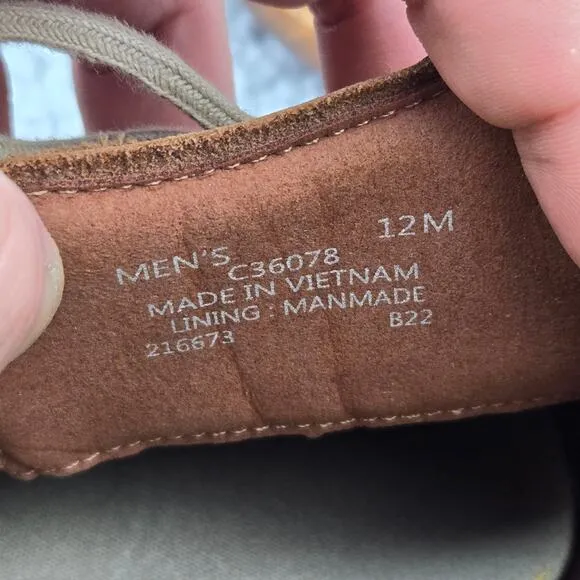 MEN'S 12M
C36078
MADE IN VIETNAM
LINING : MANMADE
216673 B22